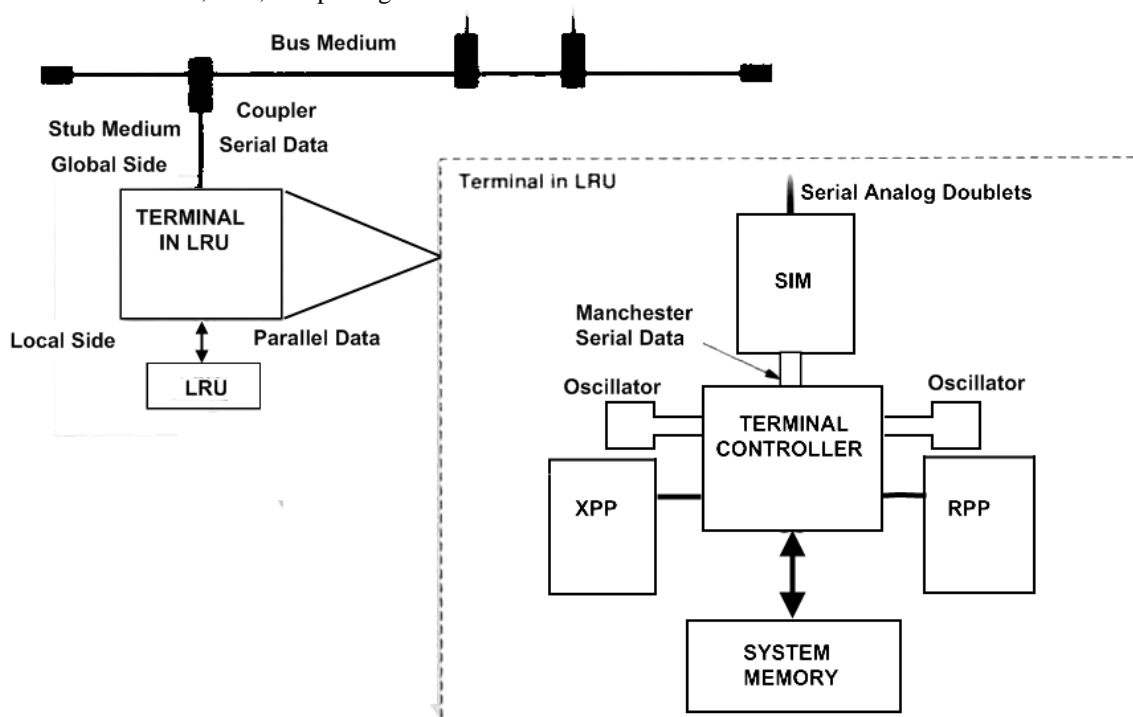 Bus Medium
Coupler
Stub Medium
Serial Data
Global Side
TERMINAL
IN LRU
Local Side
Parallel Data
LRU
Terminal in LRU
Serial Analog Doublets
SIM
Manchester
Serial Data
Oscillator
Oscillator
TERMINAL
CONTROLLER
XPP
RPP
SYSTEM
MEMORY